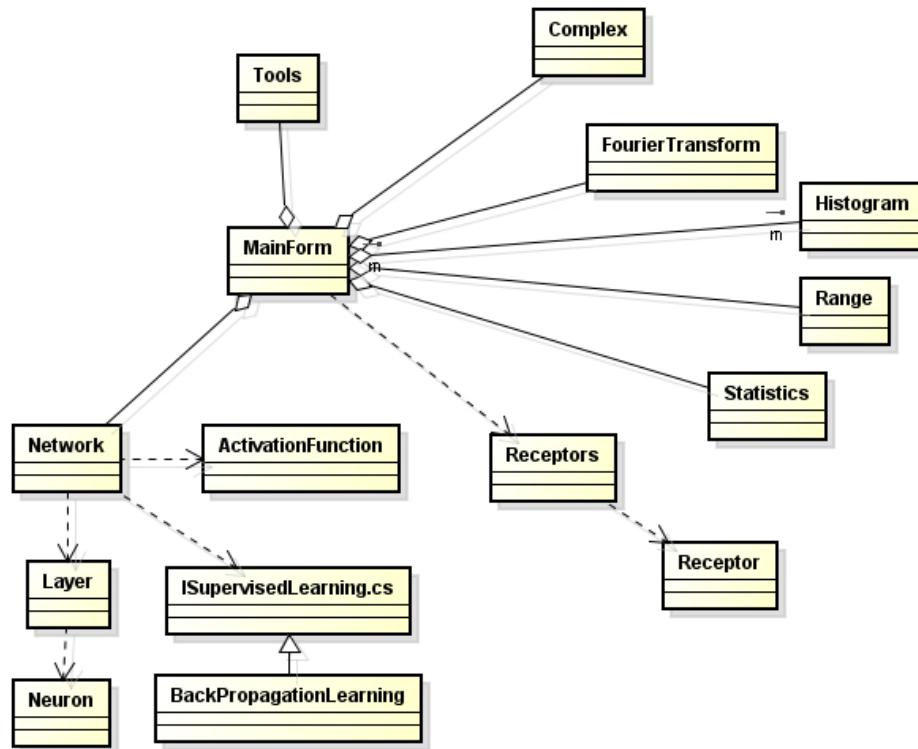 Complex
Tools
FourierTransform
Histogram
m
MainForm
m
Range
Statistics
Network
ActivationFunction
Receptors
Receptor
Layer
ISupervisedLearning.cs
Neuron
BackPropagationLearning